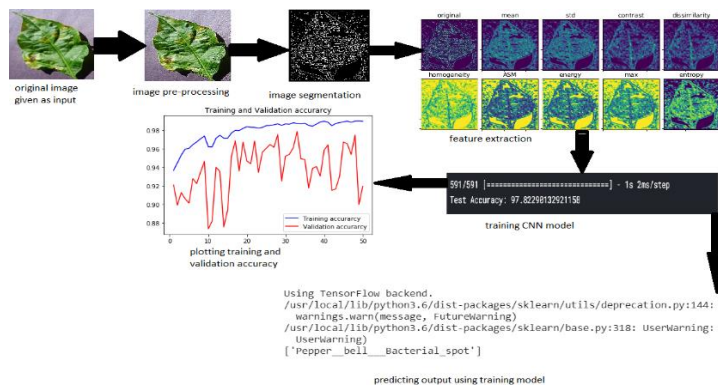 original image
given as input
image pre-processing
image segmentation
original mean std contrast dissimilarity
homogeneity ASM energy max entropy
feature extraction
591/591 [==============================] - 1s 2ms/step
Test Accuracy: 97.82290132921158
training CNN model
Training and Validation accurarcy
0.98
0.96
0.94
0.92
0.90
0.88
0 10 20 30 40 50
Training accurarcy
Validation accurarcy
plotting training and
validation accuracy
Using TensorFlow backend.
/usr/local/lib/python3.6/dist-packages/sklearn/utils/deprecation.py:144:
warnings.warn(message, FutureWarning)
/usr/local/lib/python3.6/dist-packages/sklearn/base.py:318: UserWarning:
UserWarning)
['Pepper__bell___Bacterial_spot']
predicting output using training model